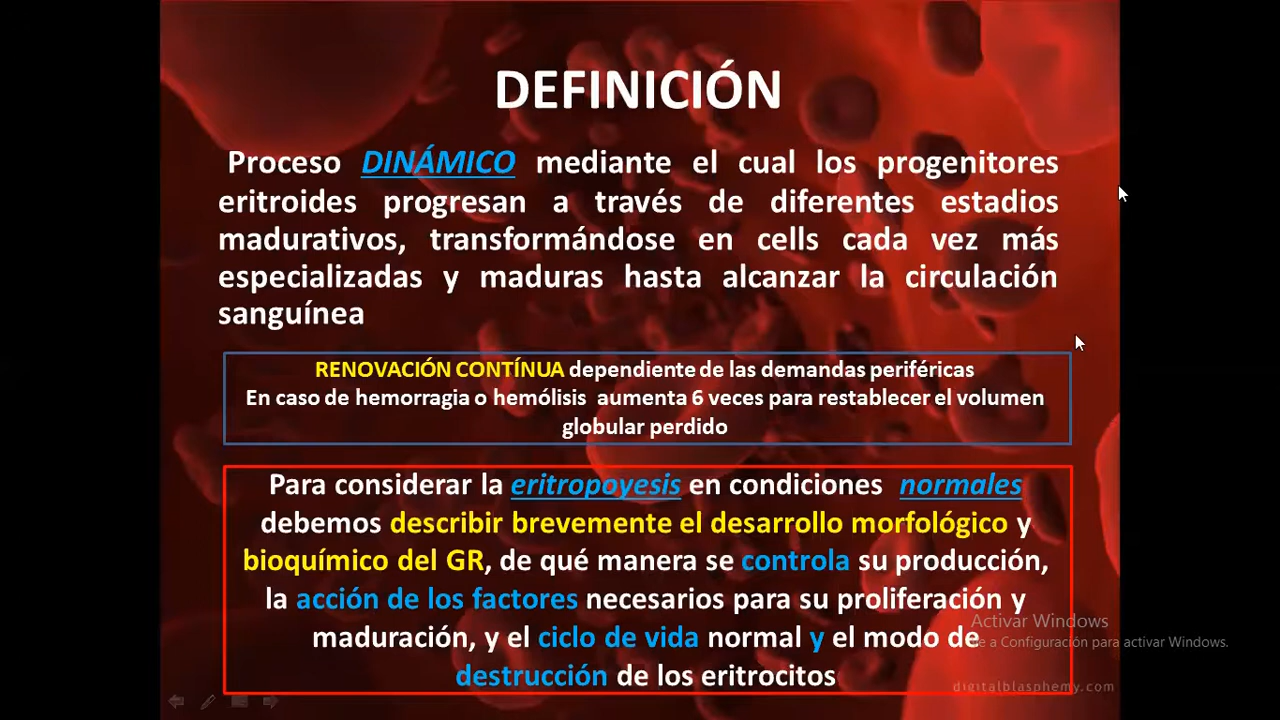 DEFINICIÓN
Proceso DINÁMICO mediante el cual los progenitores
eritroides progresan a través de diferentes estadios
madurativos, transformándose en cells cada vez más
especializadas y maduras hasta alcanzar la circulación
sanguínea
RENOVACIÓN CONTÍNUA dependiente de las demandas periféricas
En caso de hemorragia o hemólisis aumenta 6 veces para restablecer el volumen
globular perdido
Para considerar la eritropoyesis en condiciones normales
debemos describir brevemente el desarrollo morfológico y
bioquímico del GR, de qué manera se controla su producción,
la acción de los factores necesarios para su proliferación y
maduración, y el ciclo de vida normal y el modo de
destrucción de los eritrocitos
Activar Windows
a Configuración para activar Windows.
digitalblasphemy.com